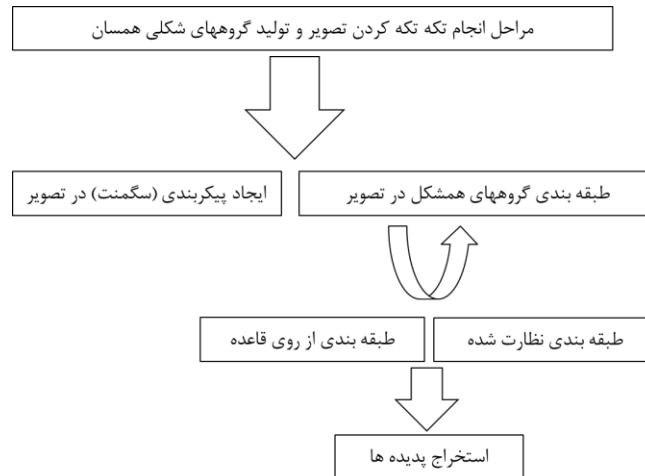 مراحل انجام تکه تکه کردن تصویر و تولید گروههای شکلی همسان
طبقه بندی گروههای همشکل در تصویر
ایجاد پیکربندی (سگمنت) در تصویر
طبقه بندی نظارت شده
طبقه بندی از روی قاعده
استخراج پدیده ها